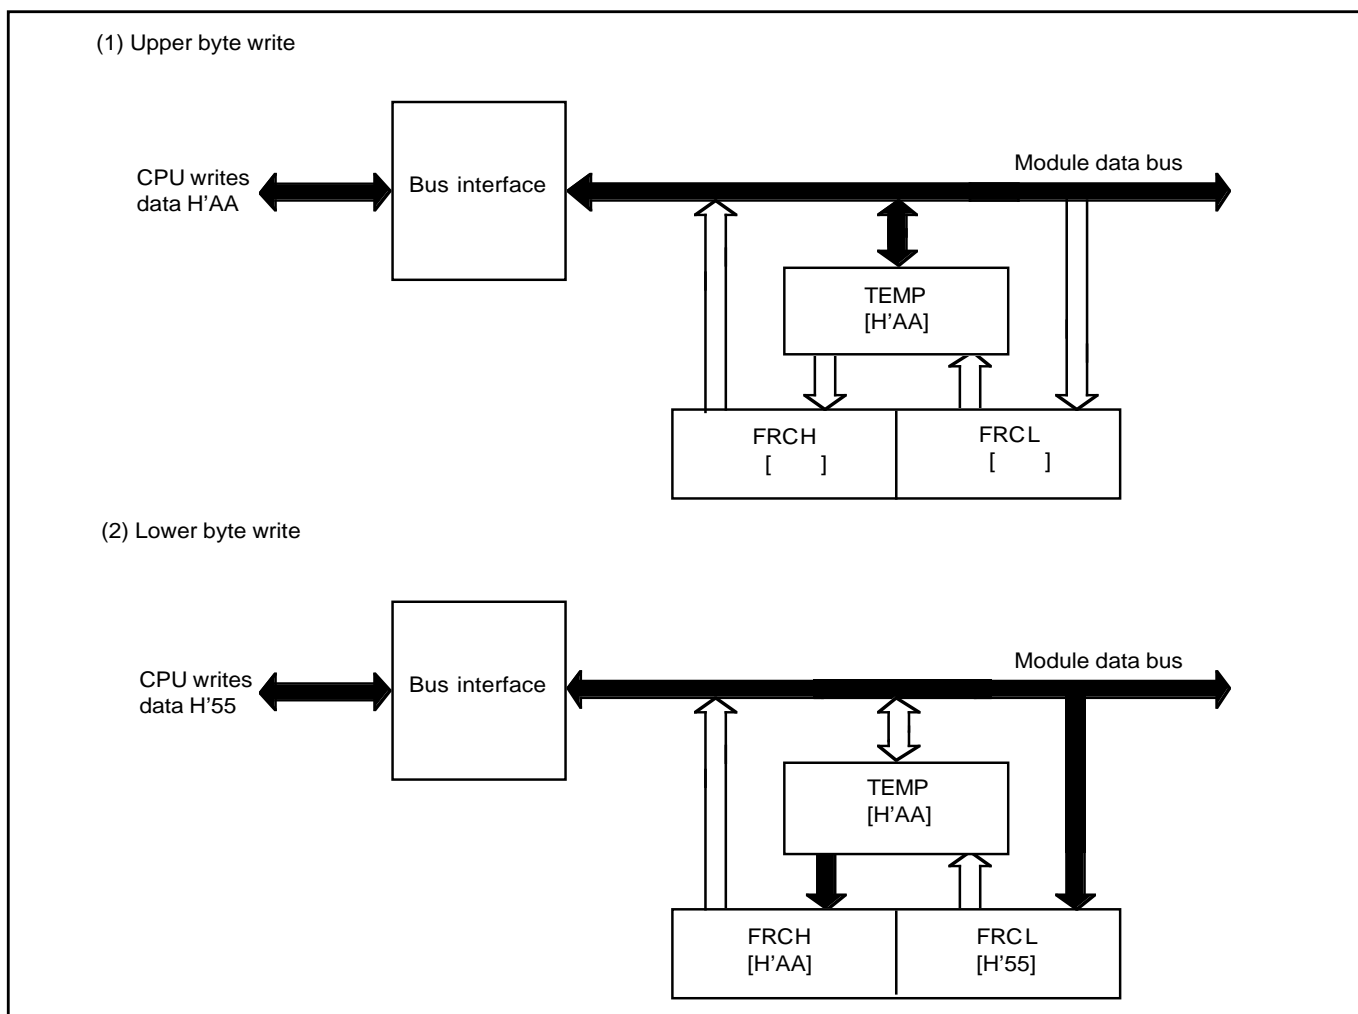 (1) Upper byte write
CPU writes
data H'AA
Bus interface
Module data bus
TEMP
[H'AA]
FRCH
[ ]
FRCL
[ ]
(2) Lower byte write
CPU writes
data H'55
Bus interface
Module data bus
TEMP
[H'AA]
FRCH
[H'AA]
FRCL
[H'55]